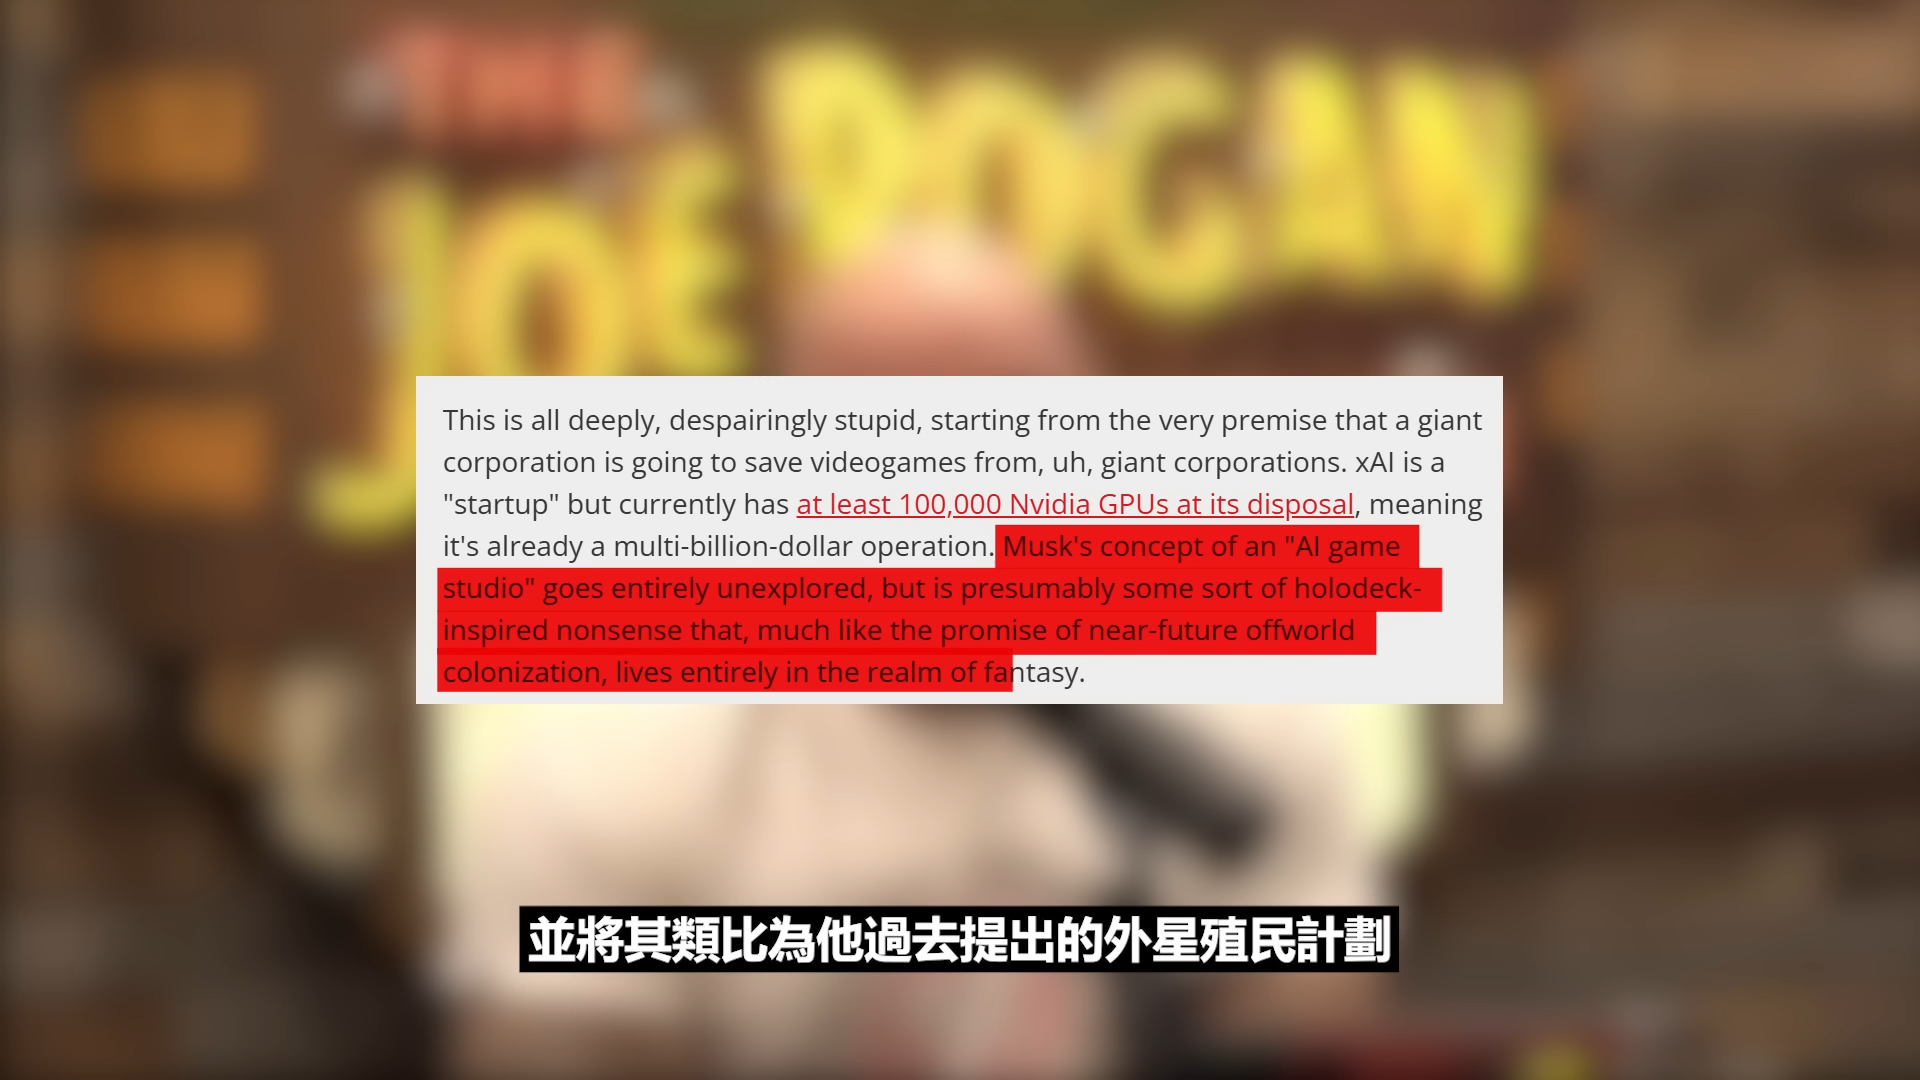 THE
JOE ROGAN
This is all deeply, despairingly stupid, starting from the very premise that a giant
corporation is going to save videogames from, uh, giant corporations. xAI is a
"startup" but currently has at least 100,000 Nvidia GPUs at its disposal, meaning
it's already a multi-billion-dollar operation. Musk's concept of an "AI game
studio" goes entirely unexplored, but is presumably some sort of holodeck-
inspired nonsense that, much like the promise of near-future offworld
colonization, lives entirely in the realm of fantasy.
並將其類比為他過去提出的外星殖民計劃